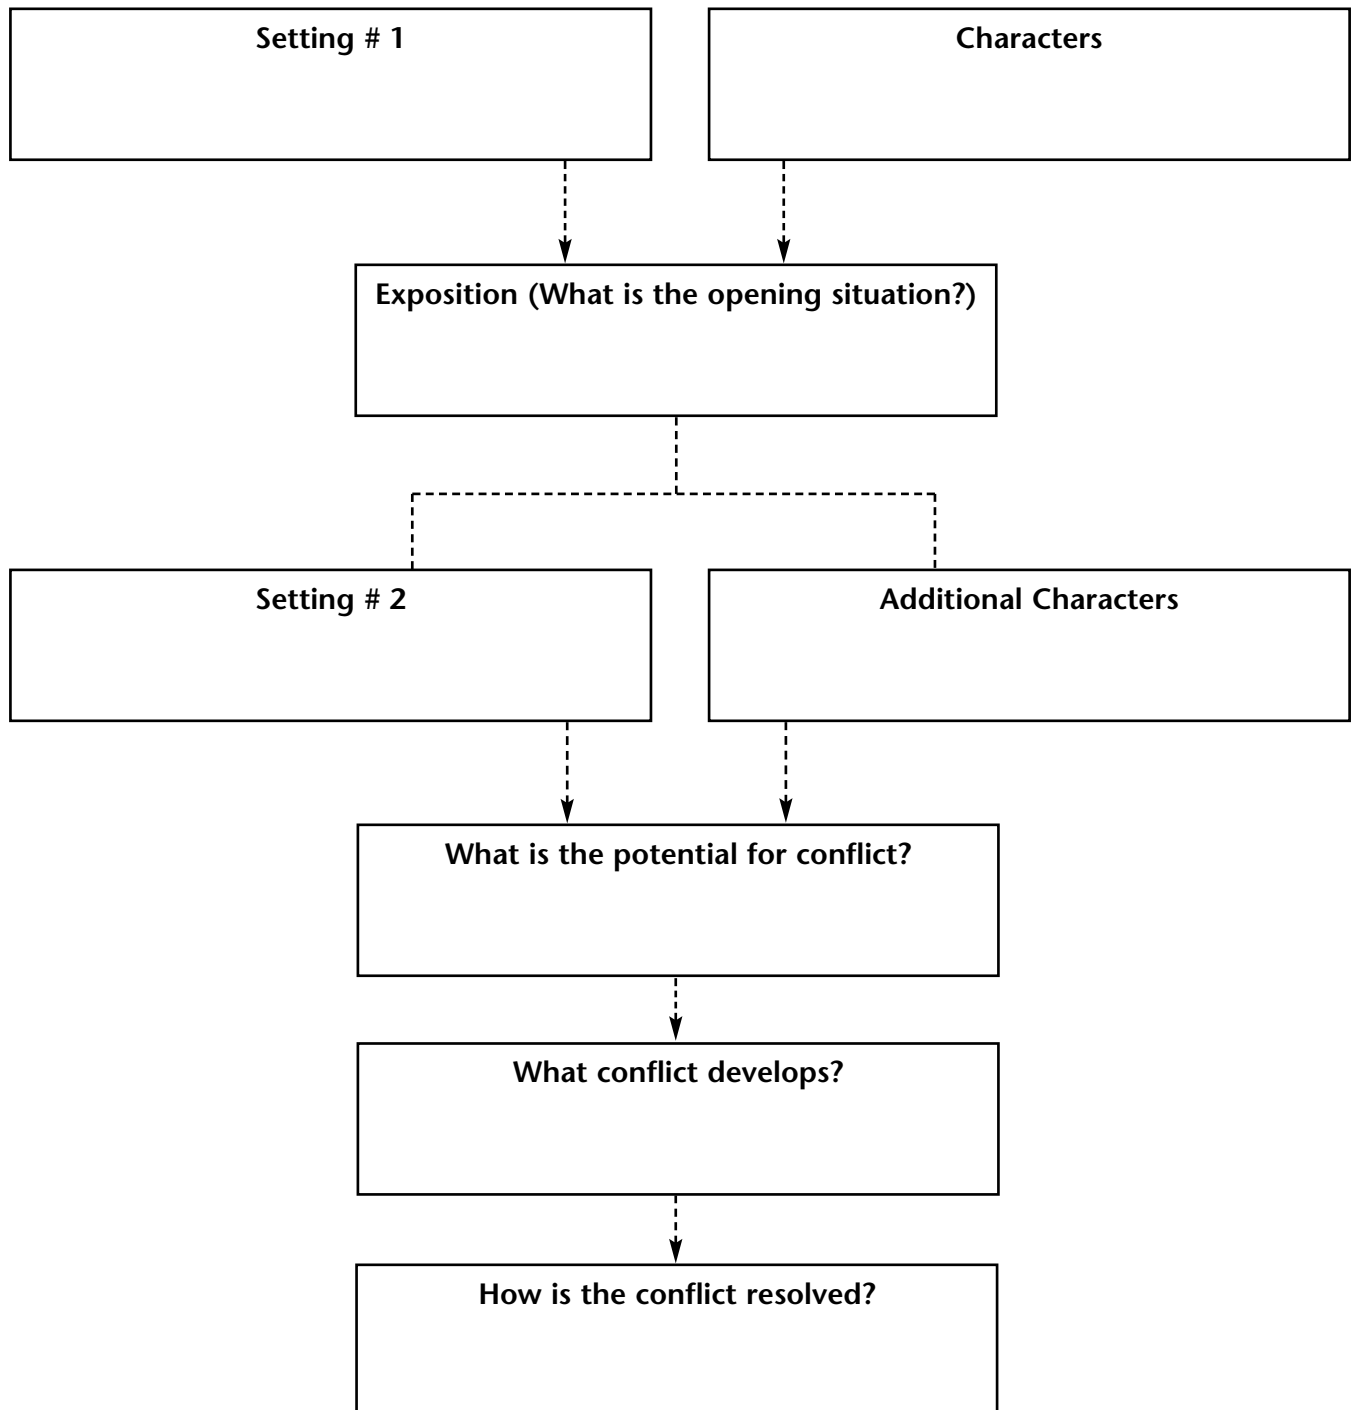 Setting # 1
Characters
Exposition (What is the opening situation?)
Setting # 2
Additional Characters
What is the potential for conflict?
What conflict develops?
How is the conflict resolved?